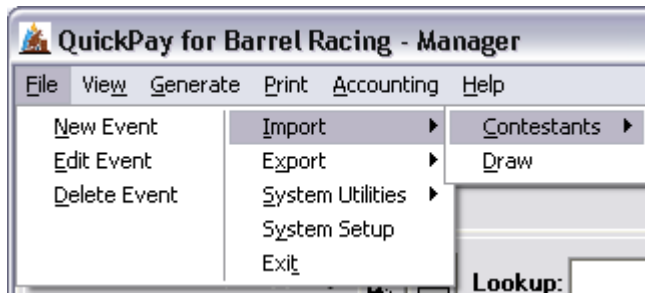 QuickPay for Barrel Racing - Manager
File View Generate Print Accounting Help
New Event Import Contestants
Edit Event Export Draw
Delete Event System Utilities
System Setup
Exit
Lookup: